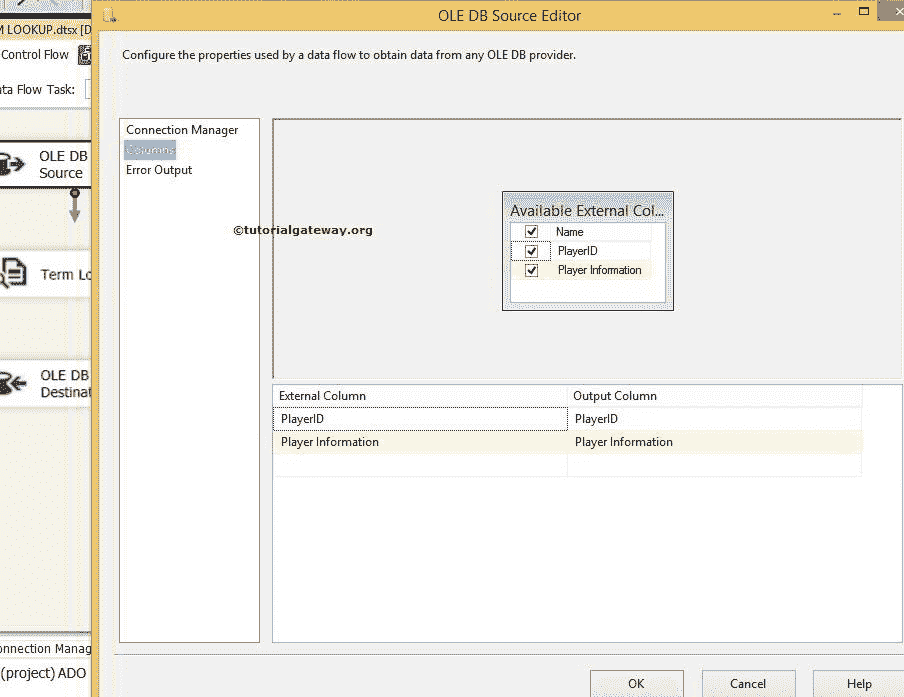 OLE DB Source Editor
M LOOKUP.dtsx [D
Control Flow
Configure the properties used by a data flow to obtain data from any OLE DB provider.
ta Flow Task:
Connection Manager
Columns
Error Output
OLE DB
Source
Available External Col...
Name
PlayerID
Player Information
©tutorialgateway.org
Term Lo
OLE DB
Destinat
External Column Output Column
PlayerID PlayerID
Player Information Player Information
onnection Manag
(project) ADO
OK Cancel Help